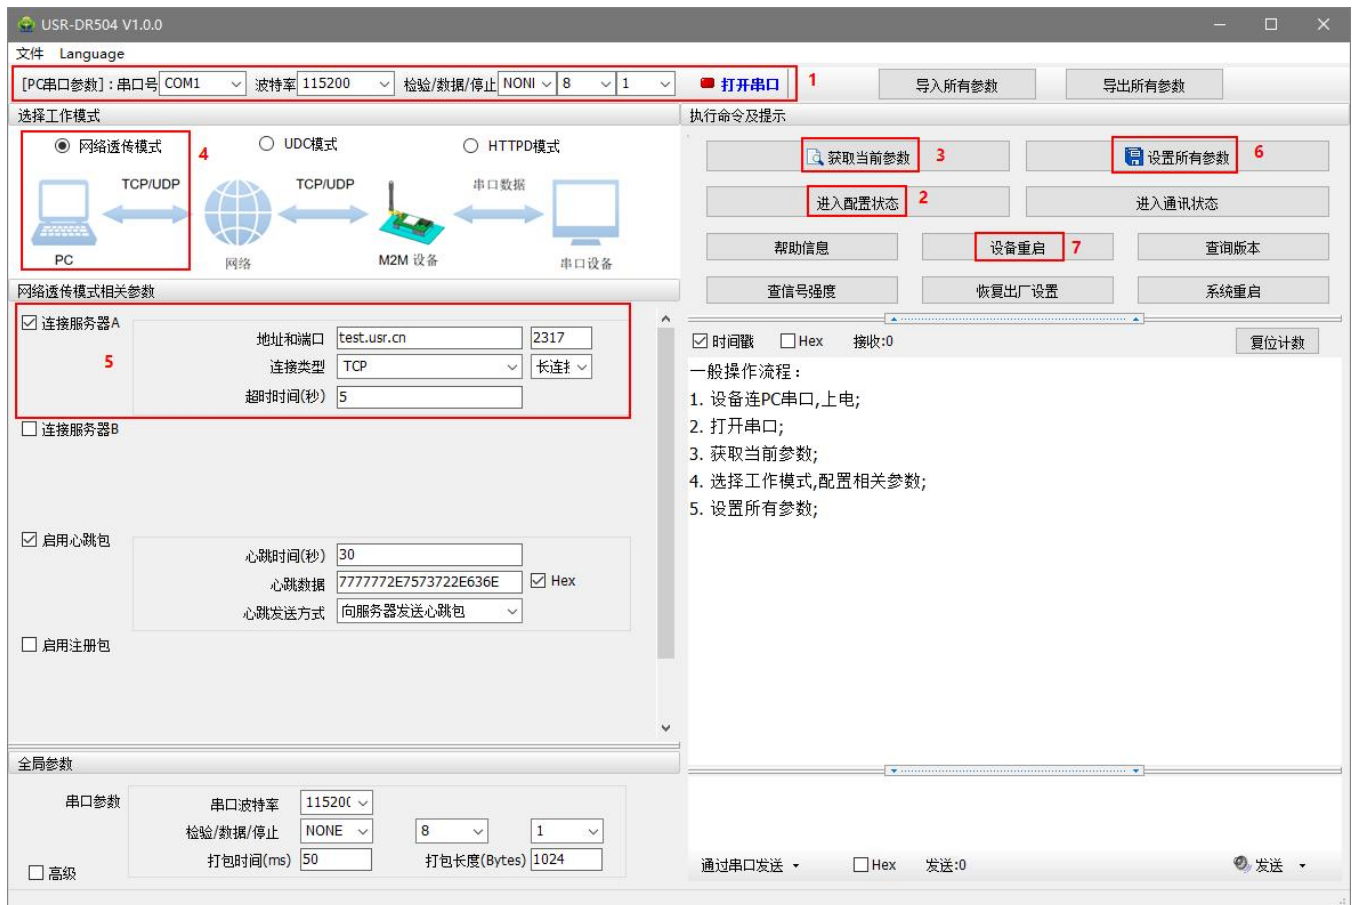 USR-DR504 V1.0.0
文件 Language
[PC串口参数]：串口号 COM1 波特率 115200 检验/数据/停止 NONI 8 1 打开串口 1 导入所有参数 导出所有参数
选择工作模式
网络透传模式 4 UDC模式 HTTPD模式
TCP/UDP TCP/UDP 串口数据
PC 网络 M2M 设备 串口设备
网络透传模式相关参数
连接服务器A
5
地址和端口 test.usr.cn 2317
连接类型 TCP 长连接
超时时间(秒) 5
连接服务器B
启用心跳包
心跳时间(秒) 30
心跳数据 7777772E7573722E636E Hex
心跳发送方式 向服务器发送心跳包
启用注册包
全局参数
串口参数 串口波特率 11520(
检验/数据/停止 NONE 8 1
打包时间(ms) 50 打包长度(Bytes) 1024
高级
执行命令及提示
获取当前参数 3 设置所有参数 6
进入配置状态 2 进入通讯状态
帮助信息 设备重启 7 查询版本
查信号强度 恢复出厂设置 系统重启
时间戳 Hex 接收:0 复位计数
一般操作流程：
1. 设备连PC串口,上电;
2. 打开串口;
3. 获取当前参数;
4. 选择工作模式,配置相关参数;
5. 设置所有参数;
通过串口发送 Hex 发送:0 发送